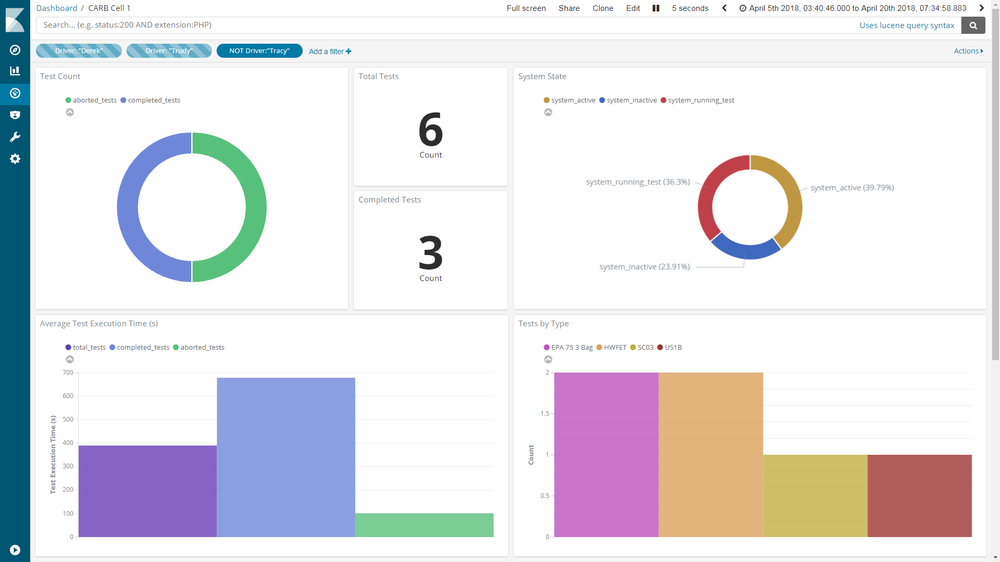 Dashboard / CARB Cell 1
Full screen Share Clone Edit 5 seconds April 5th 2018, 03:40:46.000 to April 20th 2018, 07:34:58.883
Search... (e.g. status:200 AND extension:PHP)
Uses lucene query syntax
Driver: "Derek" Driver: "Trudy" NOT Driver:"Tracy" Add a filter
Actions
Test Count
aborted_tests completed_tests
Total Tests
6
Count
Completed Tests
3
Count
System State
system_active system_inactive system_running_test
system_running_test (36.3%)
system_active (39.79%)
system_inactive (23.91%)
Average Test Execution Time (s)
total_tests completed_tests aborted_tests
700
600
500
400
300
200
100
0
Test Execution Time (s)
Tests by Type
EPA 75 3 Bag HWFET SC03 US1B
2
1.5
1
0.5
0
Count